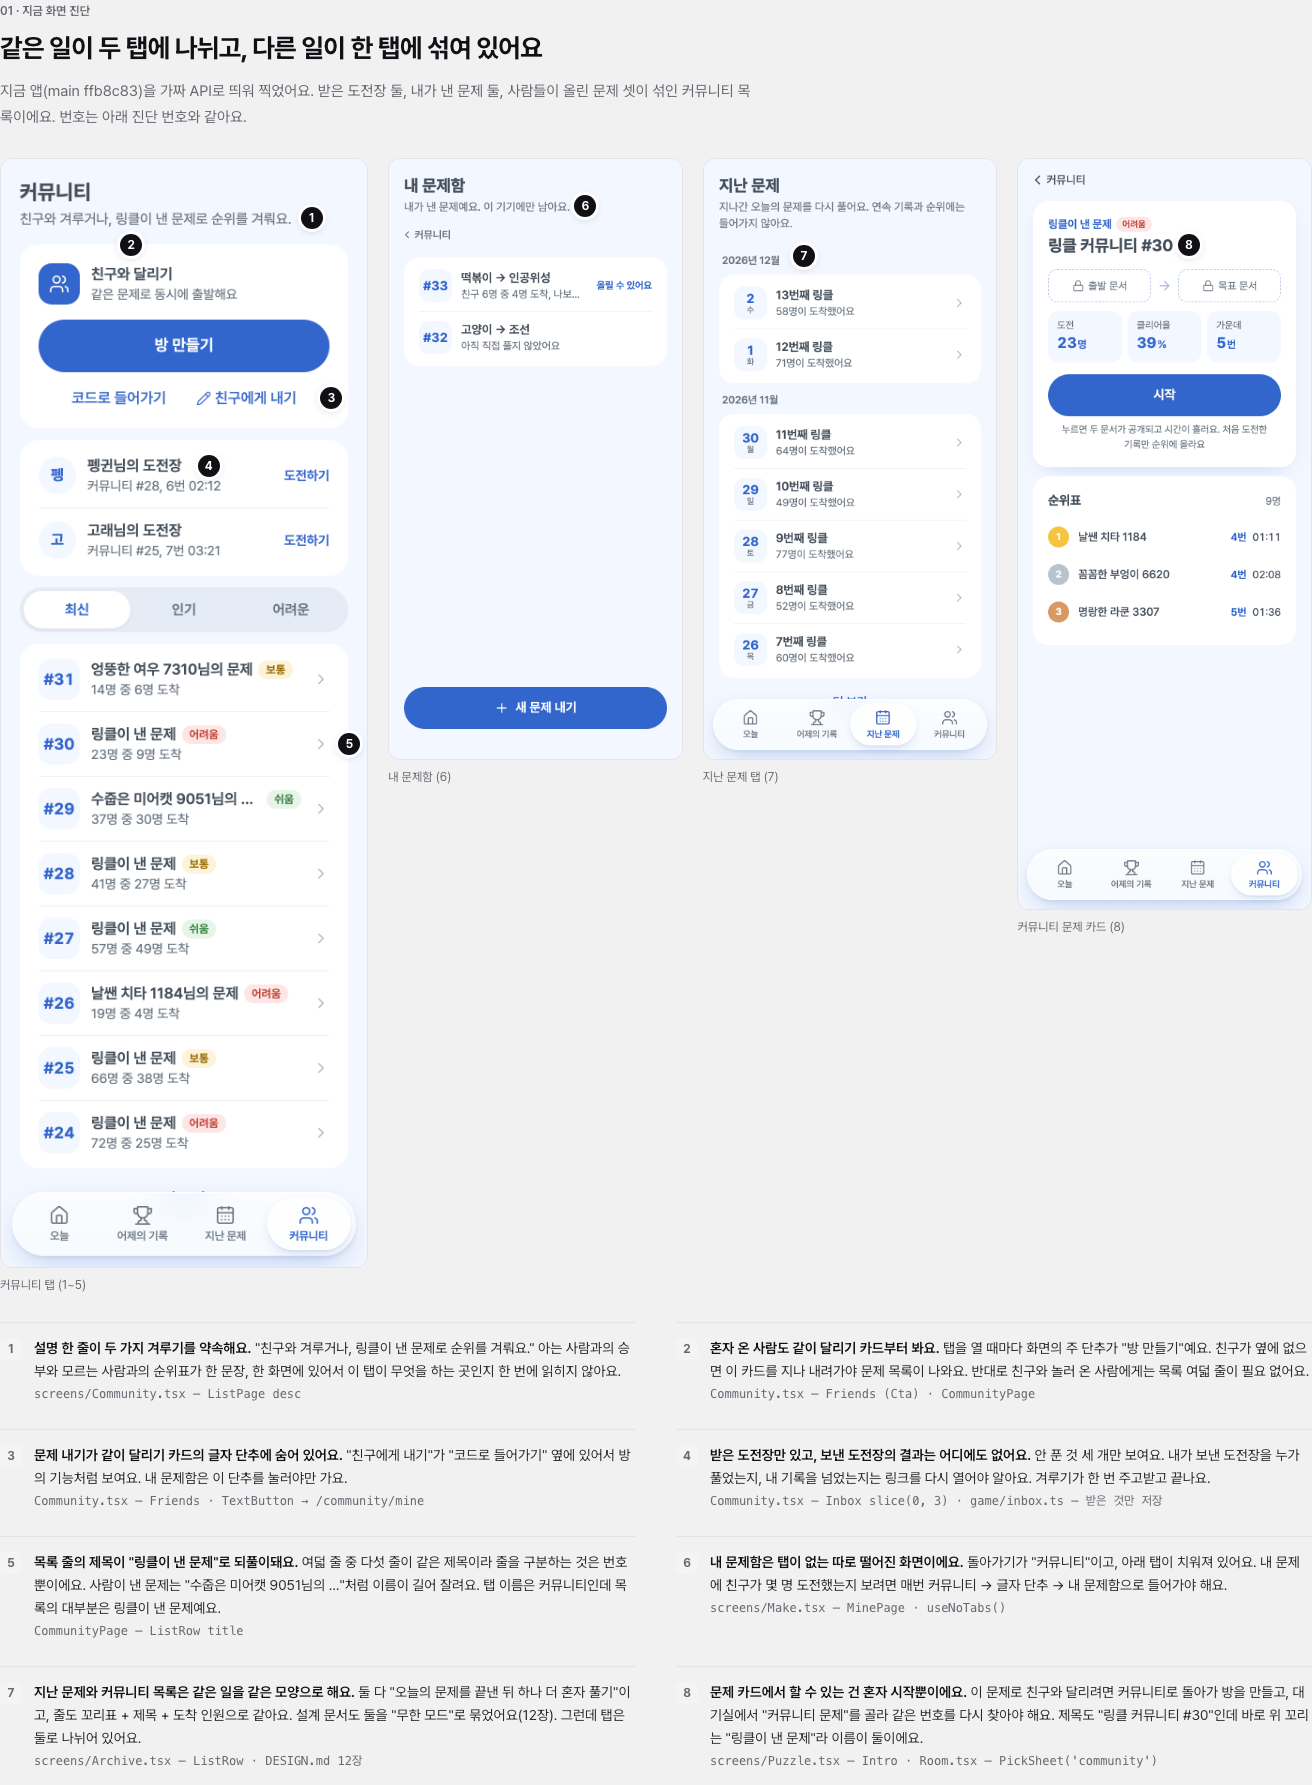 01 · 지금 화면 진단
같은 일이 두 탭에 나뉘고, 다른 일이 한 탭에 섞여 있어요
지금 앱(main ffb8c83)을 가짜 API로 띄워 찍었어요. 받은 도전장 둘, 내가 낸 문제 둘, 사람들이 올린 문제 셋이 섞인 커뮤니티 목
록이에요. 번호는 아래 진단 번호와 같아요.
커뮤니티
친구와 겨루거나, 링클이 낸 문제로 순위를 겨뤄요. 1
2
친구와 달리기
같은 문제로 동시에 출발해요
방 만들기
코드로 들어가기 친구에게 내기 3
펭 펭귄님의 도전장 4
커뮤니티 #28, 6번 02:12
도전하기
고 고래님의 도전장
커뮤니티 #25, 7번 03:21
도전하기
최신 인기 어려운
#31 엉뚱한 여우 7310님의 문제 보통
14명 중 6명 도착
#30 링클이 낸 문제 어려움
23명 중 9명 도착
5
#29 수줍은 미어캣 9051님의 ... 쉬움
37명 중 30명 도착
#28 링클이 낸 문제 보통
41명 중 27명 도착
#27 링클이 낸 문제 쉬움
57명 중 49명 도착
#26 날쌘 치타 1184님의 문제 어려움
19명 중 4명 도착
#25 링클이 낸 문제 보통
66명 중 38명 도착
#24 링클이 낸 문제 어려움
72명 중 25명 도착
오늘 어제의 기록 지난 문제 커뮤니티
커뮤니티 탭 (1~5)
내 문제함
내가 낸 문제예요. 이 기기에만 남아요. 6
커뮤니티
#33 떡볶이 → 인공위성
친구 6명 중 4명 도착, 나보...
올릴 수 있어요
#32 고양이 → 조선
아직 직접 풀지 않았어요
+ 새 문제 내기
내 문제함 (6)
지난 문제
지나간 오늘의 문제를 다시 풀어요. 연속 기록과 순위에는
들어가지 않아요.
2026년 12월 7
2 수 13번째 링클
58명이 도착했어요
1 화 12번째 링클
71명이 도착했어요
2026년 11월
30 월 11번째 링클
64명이 도착했어요
29 일 10번째 링클
49명이 도착했어요
28 토 9번째 링클
77명이 도착했어요
27 금 8번째 링클
52명이 도착했어요
26 목 7번째 링클
60명이 도착했어요
오늘 어제의 기록 지난 문제 커뮤니티
지난 문제 탭 (7)
커뮤니티
링클이 낸 문제 어려움
링클 커뮤니티 #30 8
출발 문서 → 목표 문서
도전 클리어율 가운데
23명 39% 5번
시작
누르면 두 문서가 공개되고 시간이 흘러요. 처음 도전한
기록만 순위에 올라요
순위표 9명
1 날쌘 치타 1184 4번 01:11
2 꼼꼼한 부엉이 6620 4번 02:08
3 명랑한 라쿤 3307 5번 01:36
오늘 어제의 기록 지난 문제 커뮤니티
커뮤니티 문제 카드 (8)
1 설명 한 줄이 두 가지 겨루기를 약속해요. "친구와 겨루거나, 링클이 낸 문제로 순위를 겨뤄요." 아는 사람과의 승
부와 모르는 사람과의 순위표가 한 문장, 한 화면에 있어서 이 탭이 무엇을 하는 곳인지 한 번에 읽히지 않아요.
screens/Community.tsx — ListPage desc
2 혼자 온 사람도 같이 달리기 카드부터 봐요. 탭을 열 때마다 화면의 주 단추가 "방 만들기"예요. 친구가 옆에 없으
면 이 카드를 지나 내려가야 문제 목록이 나와요. 반대로 친구와 놀러 온 사람에게는 목록 여덟 줄이 필요 없어요.
Community.tsx — Friends (Cta) · CommunityPage
3 문제 내기가 같이 달리기 카드의 글자 단추에 숨어 있어요. "친구에게 내기"가 "코드로 들어가기" 옆에 있어서 방
의 기능처럼 보여요. 내 문제함은 이 단추를 눌러야만 가요.
Community.tsx — Friends · TextButton → /community/mine
4 받은 도전장만 있고, 보낸 도전장의 결과는 어디에도 없어요. 안 푼 것 세 개만 보여요. 내가 보낸 도전장을 누가
풀었는지, 내 기록을 넘었는지는 링크를 다시 열어야 알아요. 겨루기가 한 번 주고받고 끝나요.
Community.tsx — Inbox slice(0, 3) · game/inbox.ts — 받은 것만 저장
5 목록 줄의 제목이 "링클이 낸 문제"로 되풀이돼요. 여덟 줄 중 다섯 줄이 같은 제목이라 줄을 구분하는 것은 번호
뿐이에요. 사람이 낸 문제는 "수줍은 미어캣 9051님의 ..."처럼 이름이 길어 잘려요. 탭 이름은 커뮤니티인데 목
록의 대부분은 링클이 낸 문제예요.
CommunityPage — ListRow title
6 내 문제함은 탭이 없는 따로 떨어진 화면이에요. 돌아가기가 "커뮤니티"이고, 아래 탭이 치워져 있어요. 내 문제
에 친구가 몇 명 도전했는지 보려면 매번 커뮤니티 → 글자 단추 → 내 문제함으로 들어가야 해요.
screens/Make.tsx — MinePage · useNoTabs()
7 지난 문제와 커뮤니티 목록은 같은 일을 같은 모양으로 해요. 둘 다 "오늘의 문제를 끝낸 뒤 하나 더 혼자 풀기"이
고, 줄도 꼬리표 + 제목 + 도착 인원으로 같아요. 설계 문서도 둘을 "무한 모드"로 묶었어요(12장). 그런데 탭은
둘로 나뉘어 있어요.
screens/Archive.tsx — ListRow · DESIGN.md 12장
8 문제 카드에서 할 수 있는 건 혼자 시작뿐이에요. 이 문제로 친구와 달리려면 커뮤니티로 돌아가 방을 만들고, 대
기실에서 "커뮤니티 문제"를 골라 같은 번호를 다시 찾아야 해요. 제목도 "링클 커뮤니티 #30"인데 바로 위 꼬리
는 "링클이 낸 문제"라 이름이 둘이에요.
screens/Puzzle.tsx — Intro · Room.tsx — PickSheet('community')